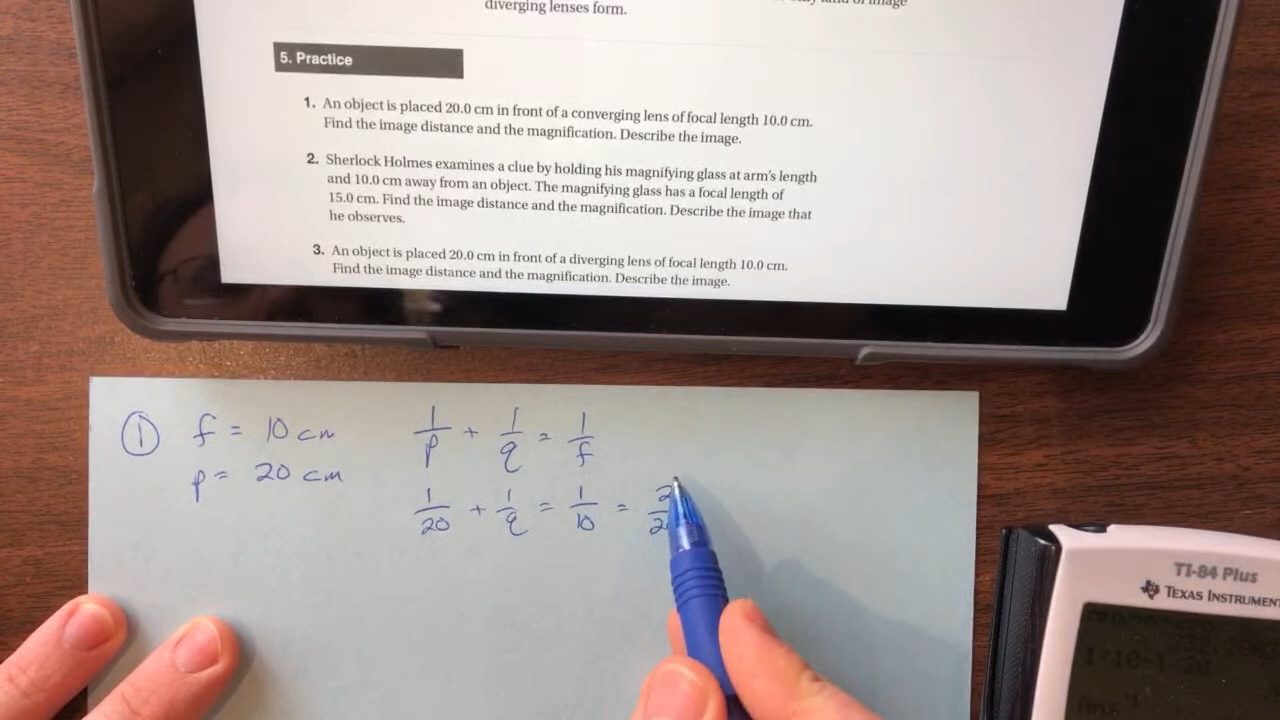 diverging lenses form.
image
5. Practice
1. An object is placed 20.0 cm in front of a converging lens of focal length 10.0 cm.
Find the image distance and the magnification. Describe the image.
2. Sherlock Holmes examines a clue by holding his magnifying glass at arm's length
and 10.0 cm away from an object. The magnifying glass has a focal length of
15.0 cm. Find the image distance and the magnification. Describe the image that
he observes.
3. An object is placed 20.0 cm in front of a diverging lens of focal length 10.0 cm.
Find the image distance and the magnification. Describe the image.
① f = 10 cm
p = 20 cm
1/p + 1/q = 1/f
1/20 + 1/q = 1/10 = 2/2
TI-84 Plus
TEXAS INSTRUMEN